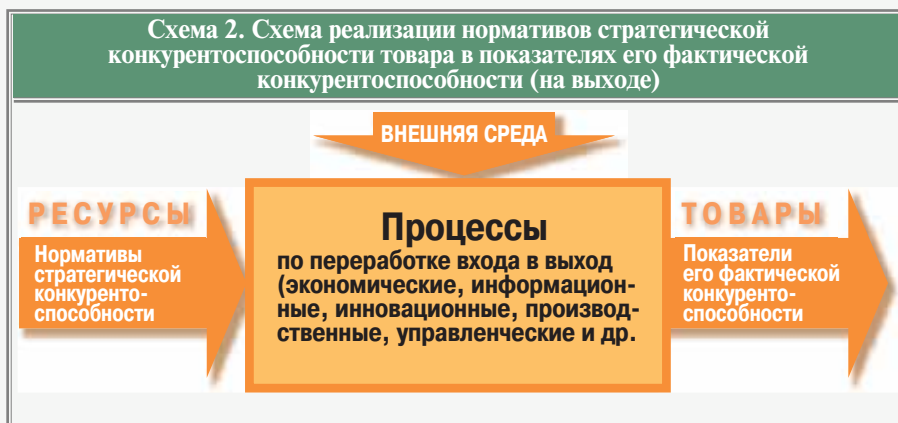 Схема 2. Схема реализации нормативов стратегической
конкурентоспособности товара в показателях его фактической
конкурентоспособности (на выходе)
ВНЕШНЯЯ СРЕДА
РЕСУРСЫ
Нормативы
стратегической
конкуренто-
способности
Процессы
по переработке входа в выход
(экономические, информацион-
ные, инновационные, производ-
ственные, управленческие и др.
ТОВАРЫ
Показатели
его фактической
конкуренто-
способности